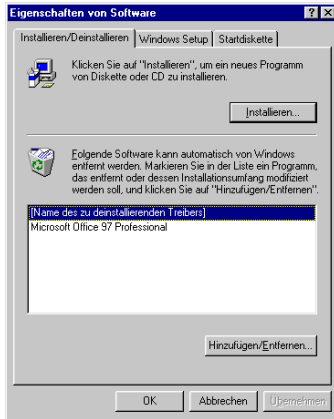 Eigenschaften von Software
Installieren/Deinstallieren Windows Setup Startdiskette
Klicken Sie auf "Installieren", um ein neues Programm
von Diskette oder CD zu installieren.
Installieren...
Folgende Software kann automatisch von Windows
entfernt werden. Markieren Sie in der Liste ein Programm,
das entfernt oder dessen Installationsumfang modifiziert
werden soll, und klicken Sie auf "Hinzufügen/Entfernen".
[Name des zu deinstallierenden Treibers]
Microsoft Office 97 Professional
Hinzufügen/Entfernen...
OK Abbrechen Übernehmen